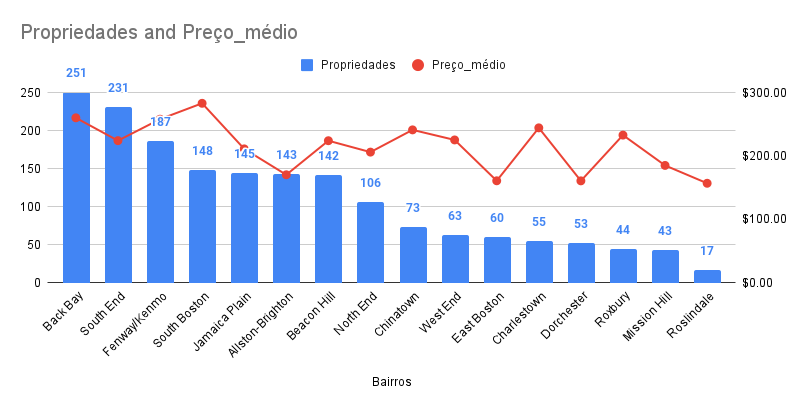 Propriedades and Preço_médio
Propriedades Preço_médio
251
231
187
148
145
143
142
106
73
63
60
55
53
44
43
17
250
200
150
100
50
0
$300.00
$200.00
$100.00
$0.00
Back Bay
South End
Fenway/Kenmo
South Boston
Jamaica Plain
Allston-Brighton
Beacon Hill
North End
Chinatown
West End
East Boston
Charlestown
Dorchester
Roxbury
Mission Hill
Roslindale
Bairros